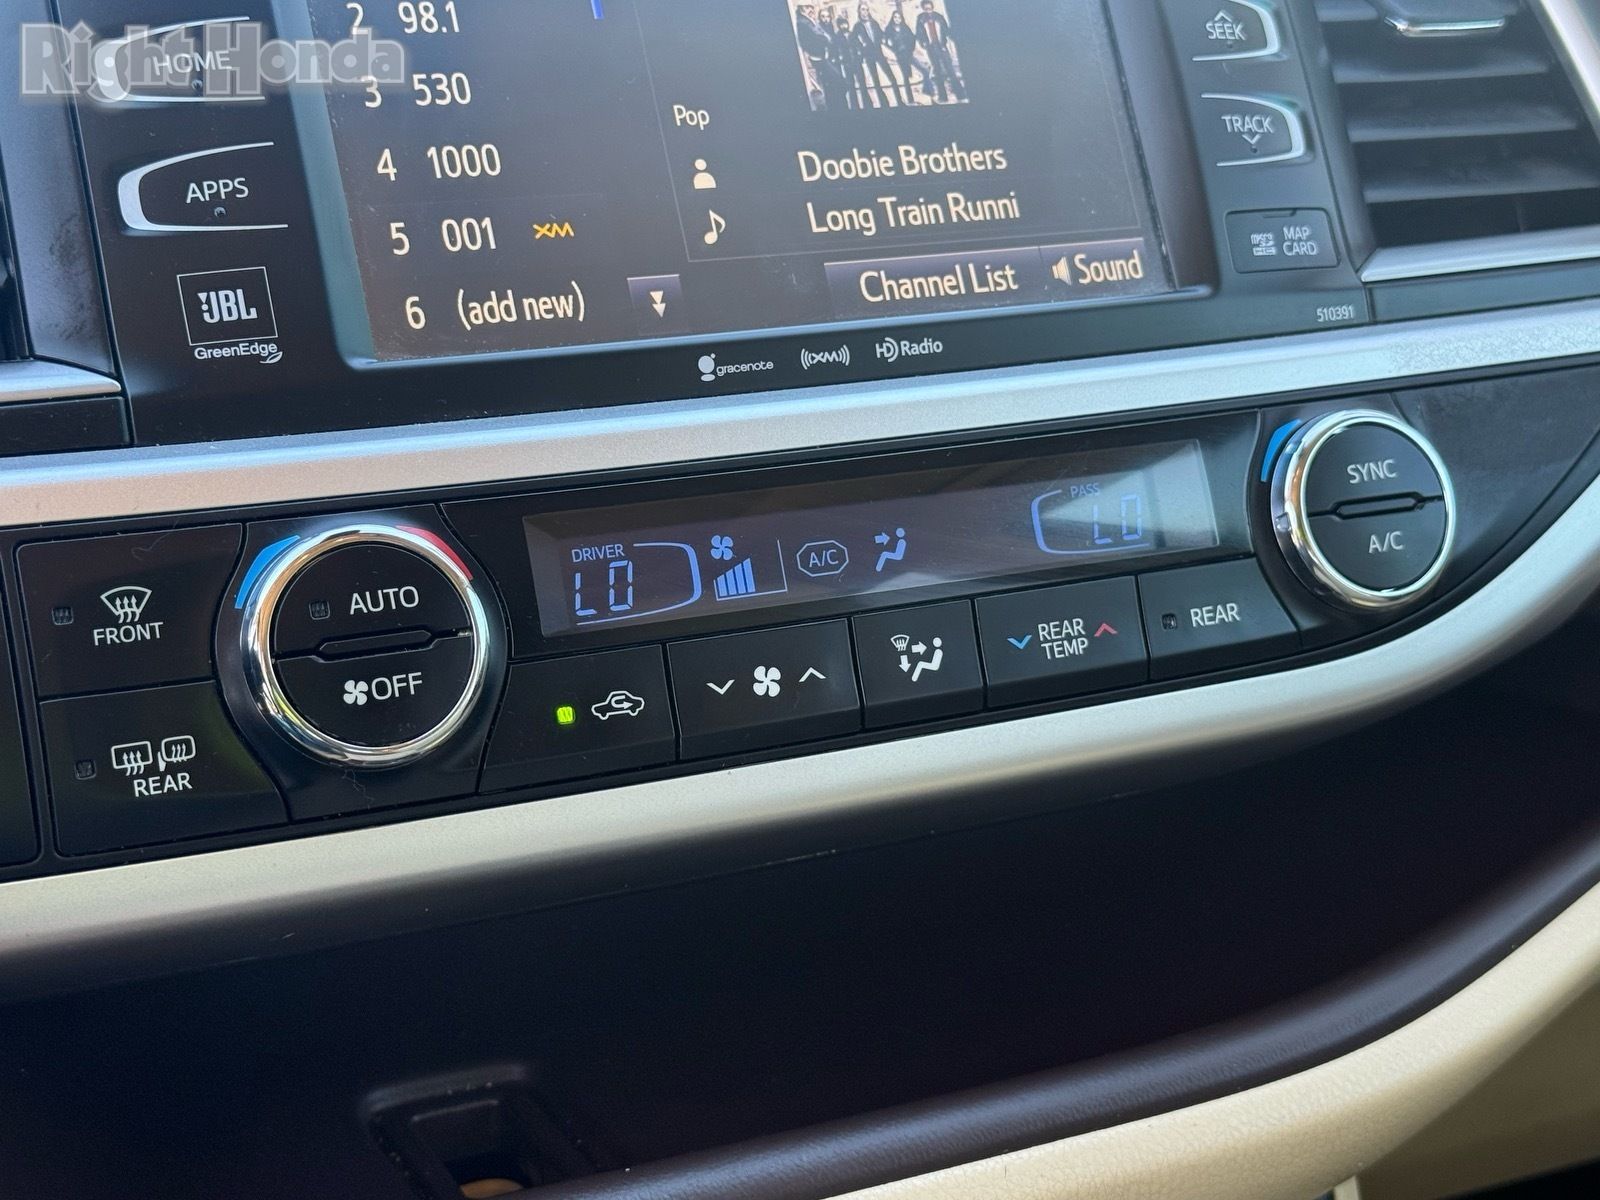 Right Honda
HOME
APPS
JBL
GreenEdge
2 98.1
3 530
4 1000
5 001 XM
6 (add new)
Pop
Doobie Brothers
Long Train Runni
Channel List
Sound
SEEK
TRACK
MAP
CARD
510391
gracenote
((XM))
HD Radio
DRIVER
LO
A/C
PASS
LO
SYNC
A/C
FRONT
REAR
AUTO
OFF
REAR
TEMP
REAR